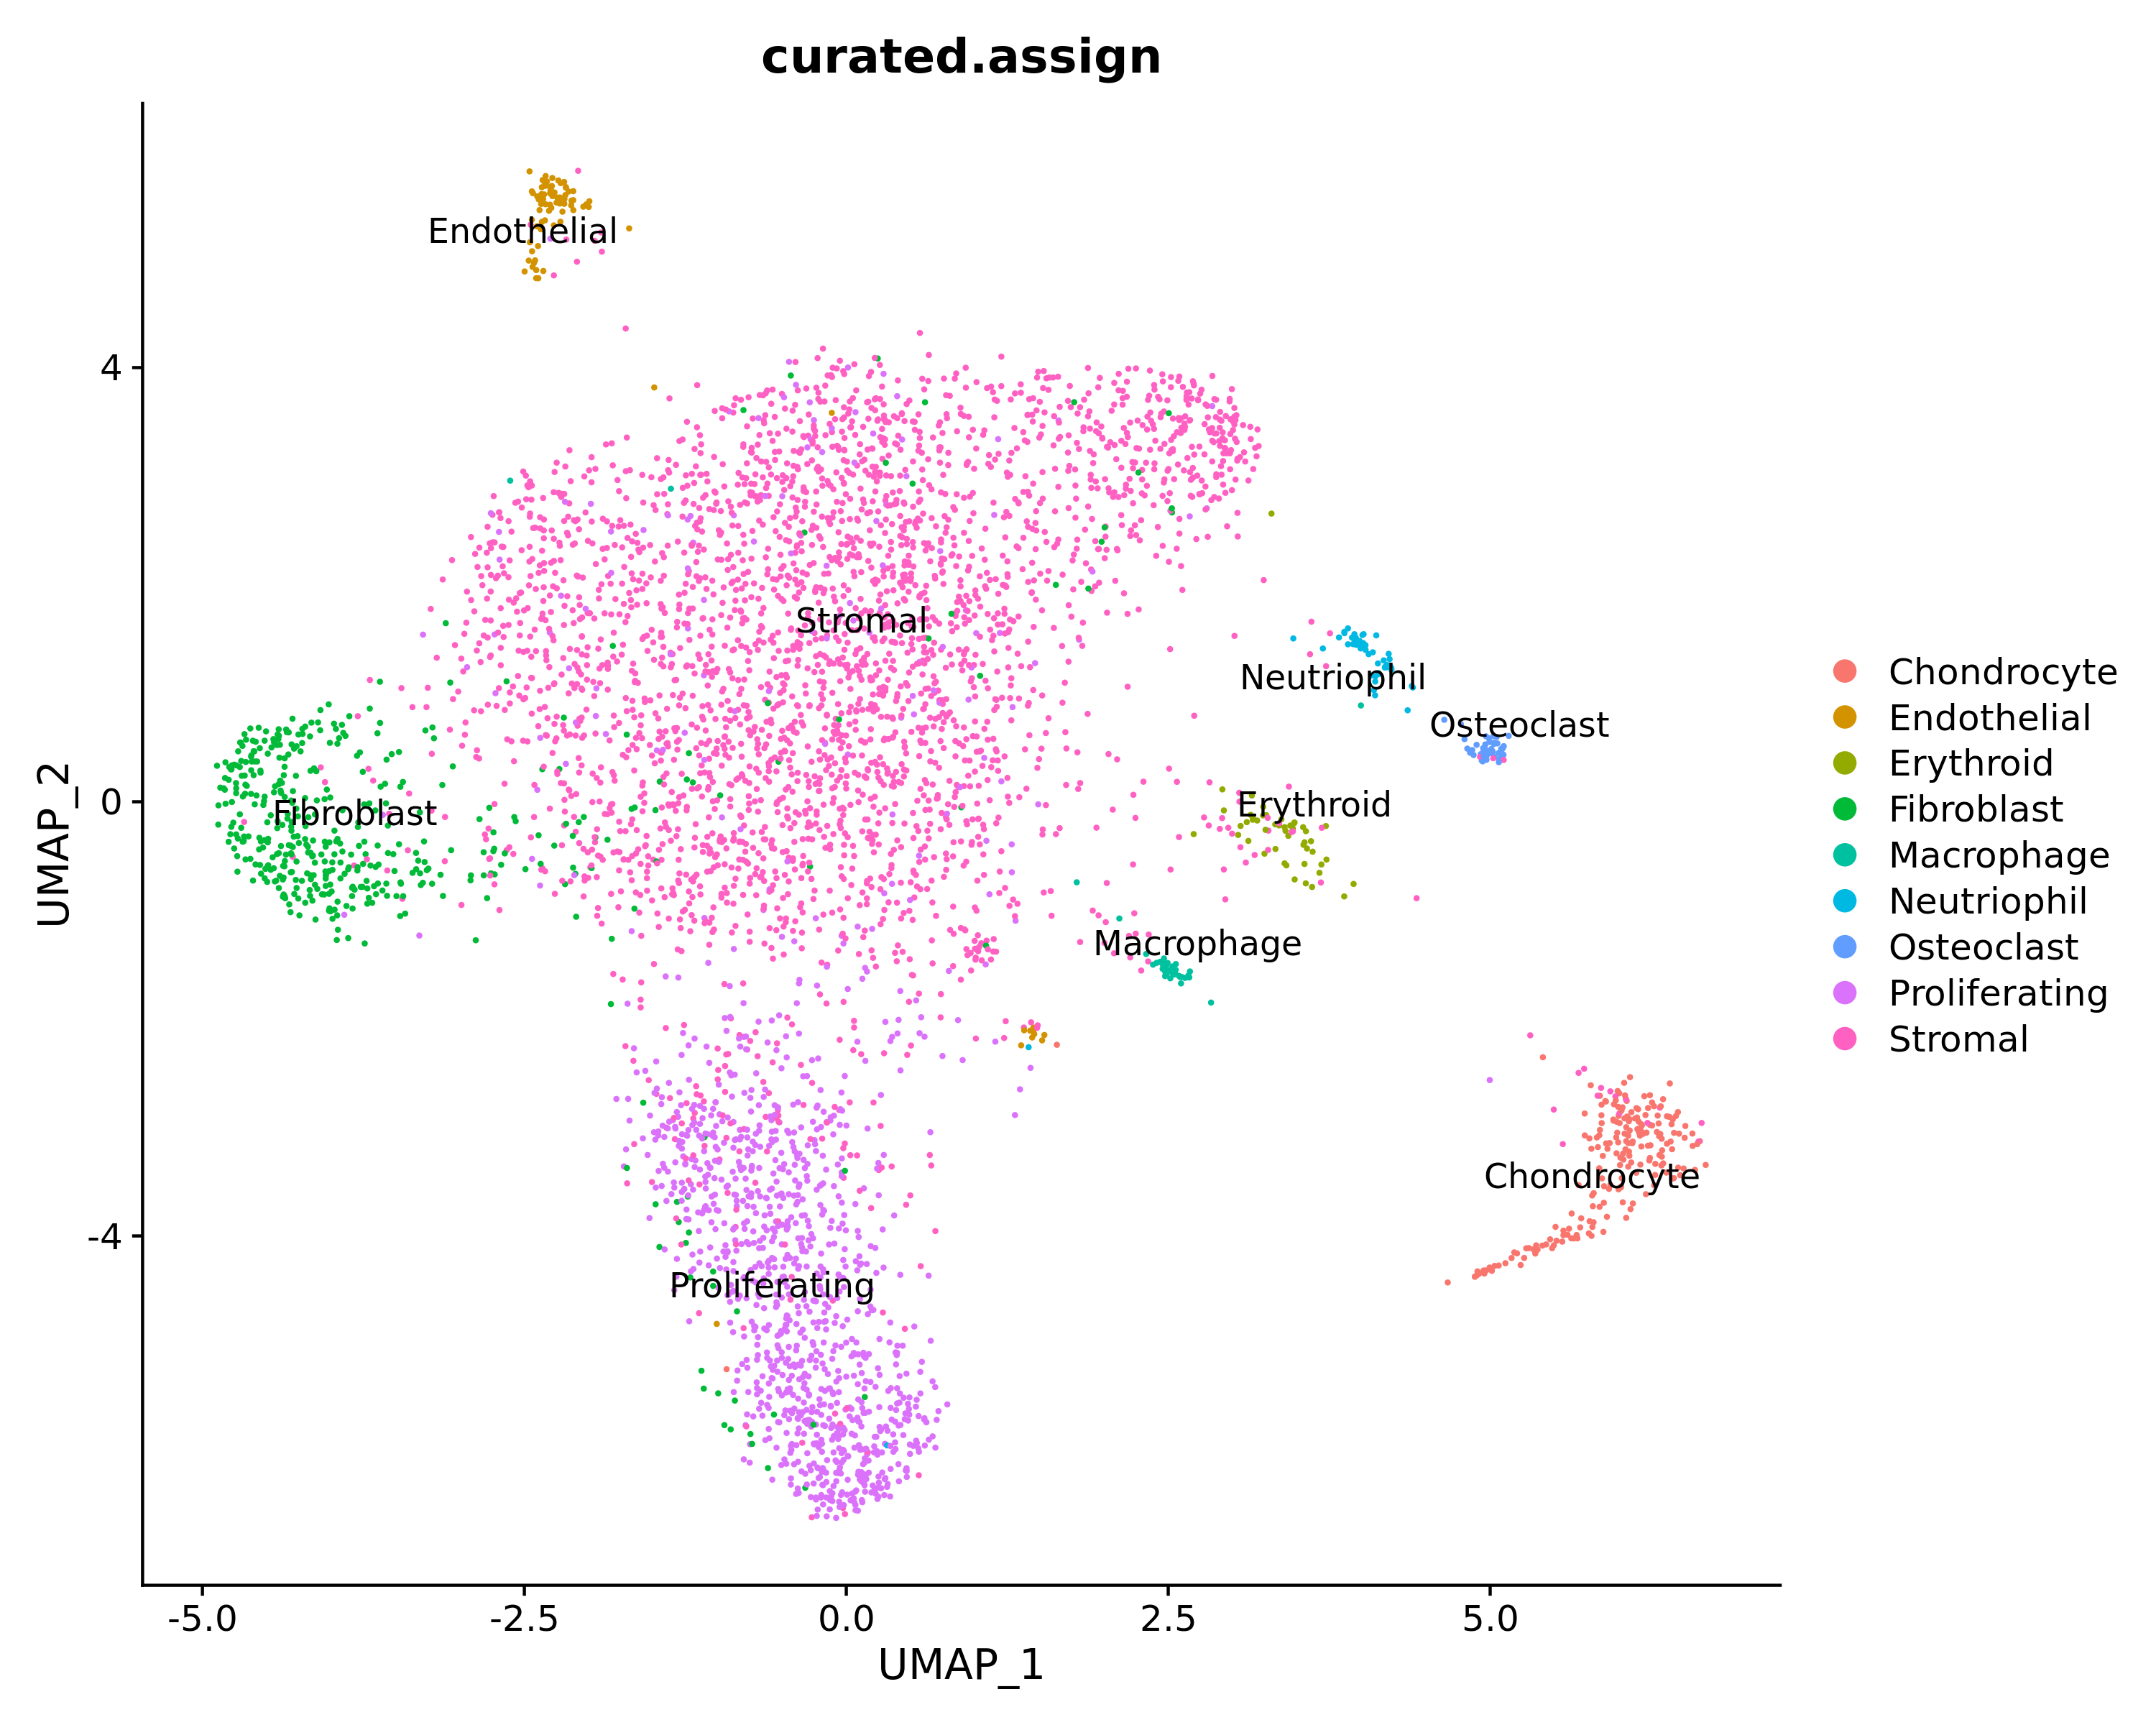 curated.assign
Endothelial
4
Stromal
Neutriophil
Osteoclast
0
Fibroblast
Erythroid
Macrophage
Chondrocyte
-4
Proliferating
UMAP_2
-5.0 -2.5 0.0 2.5 5.0
UMAP_1
Chondrocyte
Endothelial
Erythroid
Fibroblast
Macrophage
Neutriophil
Osteoclast
Proliferating
Stromal